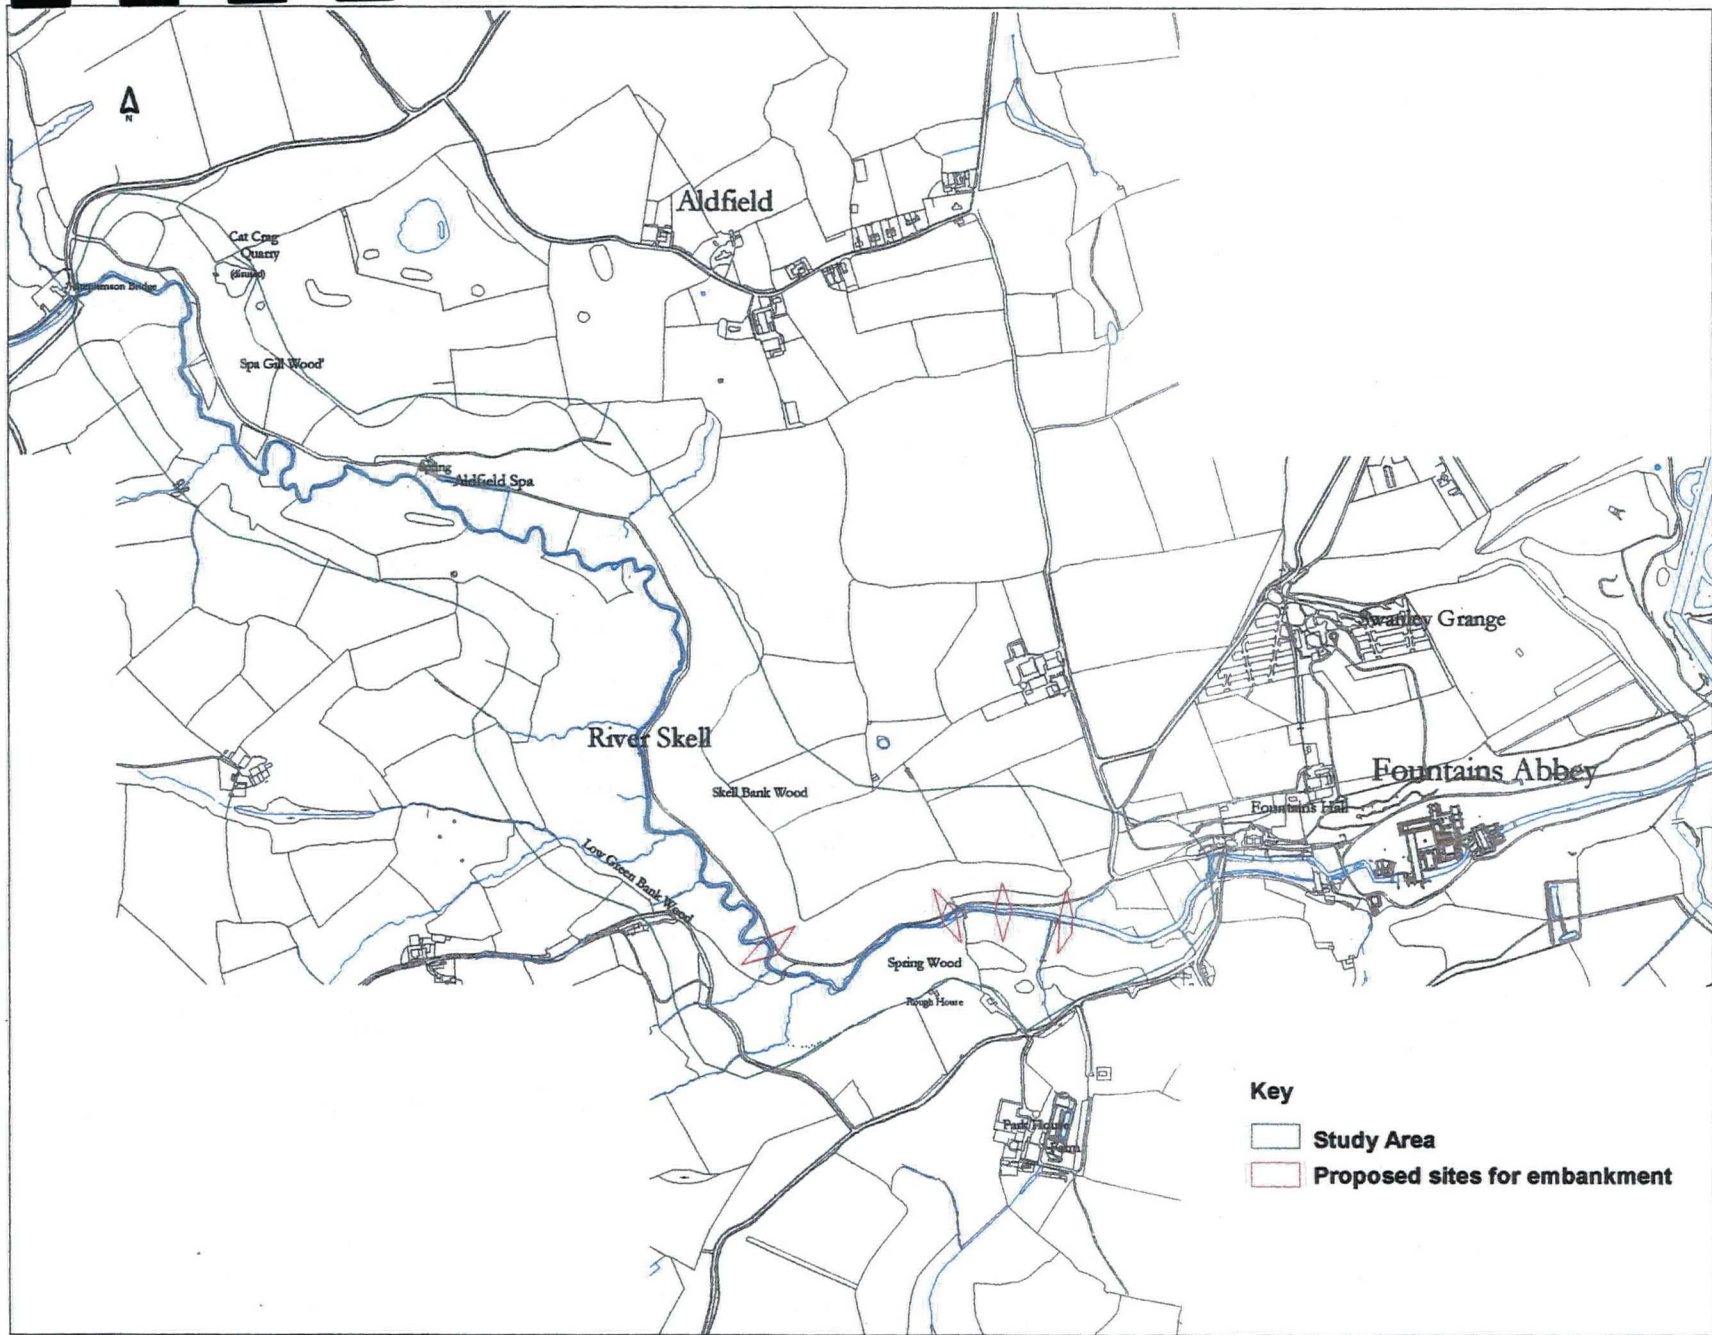 N
Aldfield
Cat Crag
Quarry
(disused)
Spa Gill Wood'
Spring
Aldfield Spa
Swanley Grange
River Skell
Fountains Abbey
Skell Bank Wood
Fountains Hall
Low Green Bank Wood
Spring Wood
Rough House
Key
Park House
Farm
Study Area
Proposed sites for embankment